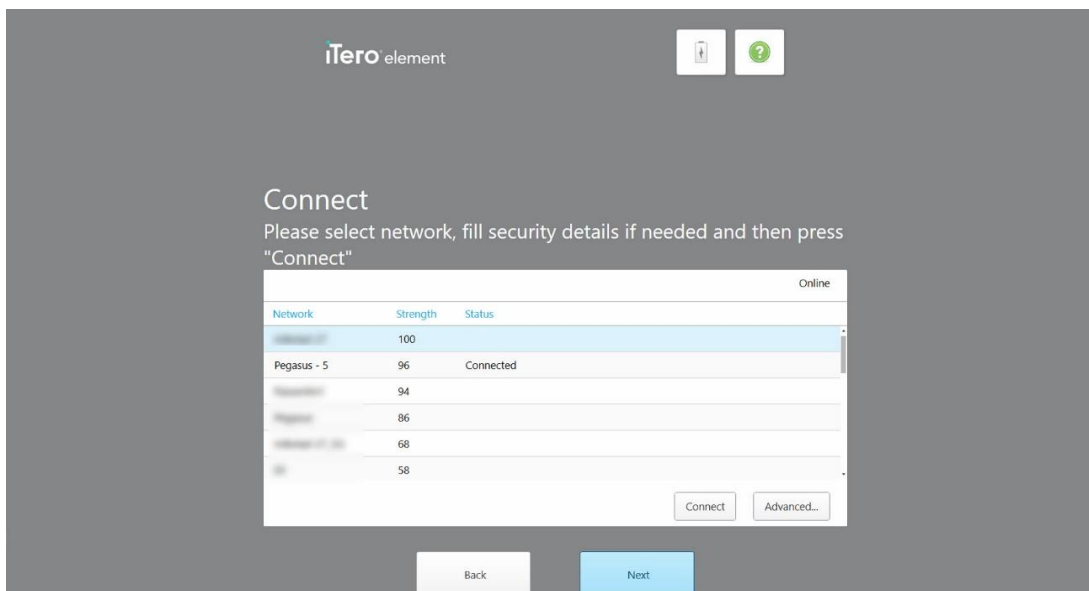 iTero element
?
Connect
Please select network, fill security details if needed and then press
"Connect"
Online
Network Strength Status
100
Pegasus - 5 96 Connected
94
86
68
58
Connect Advanced...
Back Next